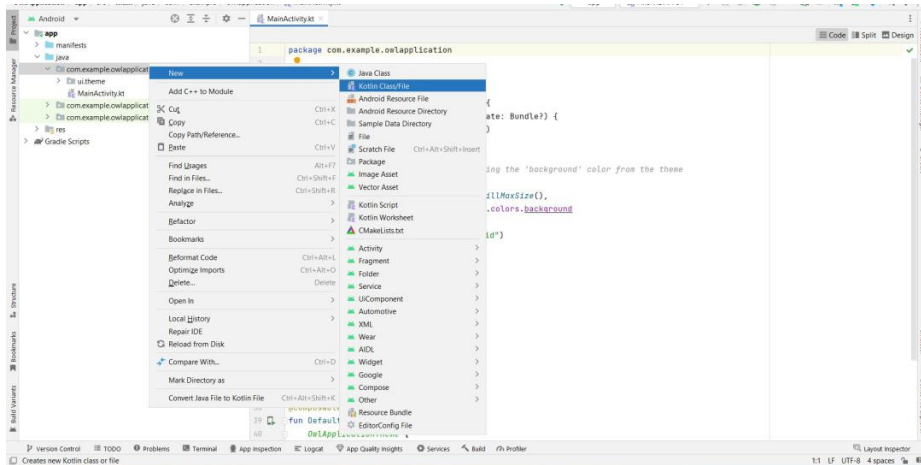 Android
MainActivity.kt
Code Split Design
Project
Resource Manager
Structure
Bookmarks
Build Variants
app
manifests
java
com.example.owlapplicat
ui.theme
MainActivity.kt
com.example.owlapplicat
com.example.owlapplicat
res
Gradle Scripts
New
Add C++ to Module
Cut Ctrl+X
Copy Ctrl+C
Copy Path/Reference...
Paste Ctrl+V
Find Usages Alt+F7
Find in Files... Ctrl+Shift+F
Replace in Files... Ctrl+Shift+R
Analyze
Refactor
Bookmarks
Reformat Code Ctrl+Alt+L
Optimize Imports Ctrl+Alt+O
Delete... Delete
Open In
Local History
Repair IDE
Reload from Disk
Compare With... Ctrl+D
Mark Directory as
Convert Java File to Kotlin File Ctrl+Alt+Shift+K
Java Class
Kotlin Class/File
Android Resource File
Android Resource Directory
Sample Data Directory
File
Scratch File Ctrl+Alt+Shift+Insert
Package
Image Asset
Vector Asset
Kotlin Script
Kotlin Worksheet
CMakeLists.txt
Activity
Fragment
Folder
Service
UiComponent
Automotive
XML
Wear
AIDL
Widget
Google
Compose
Other
Resource Bundle
EditorConfig File
1 package com.example.owlapplication
{
ate: Bundle?) {
)
ing the 'background' color from the theme
illMaxSize(),
.colors.background
id")
39 fun Default
40 OwlApplicationTheme {
Version Control TODO Problems Terminal App Inspection Logcat App Quality Insights Services Build Profiler Layout Inspector
Create new Kotlin class or file 1:1 LF UTF-8 4 spaces